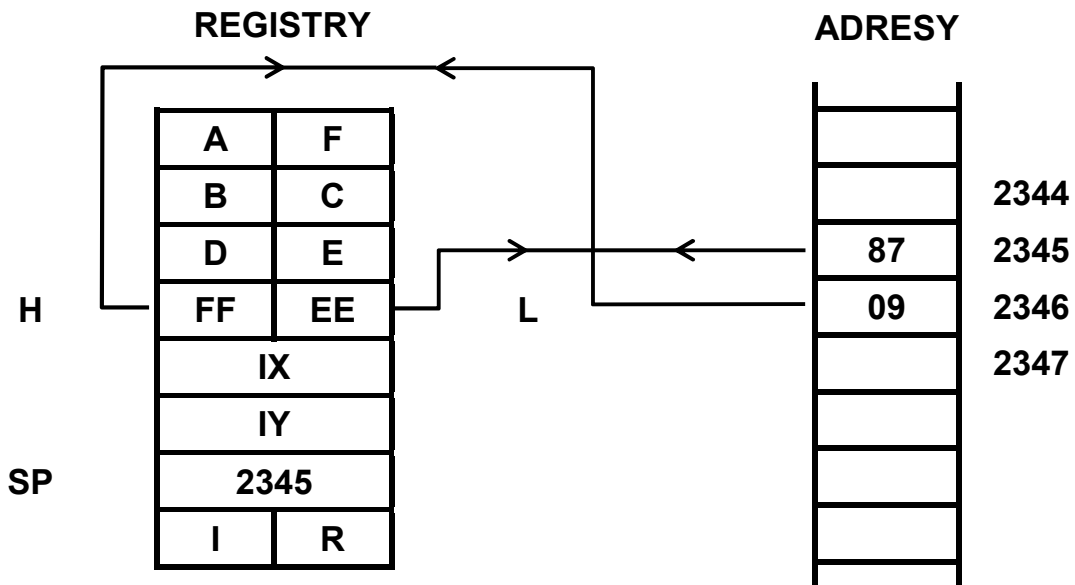 REGISTRY
ADRESY
A F
B C 2344
D E 87 2345
H FF EE L 09 2346
IX 2347
IY
SP 2345
I R